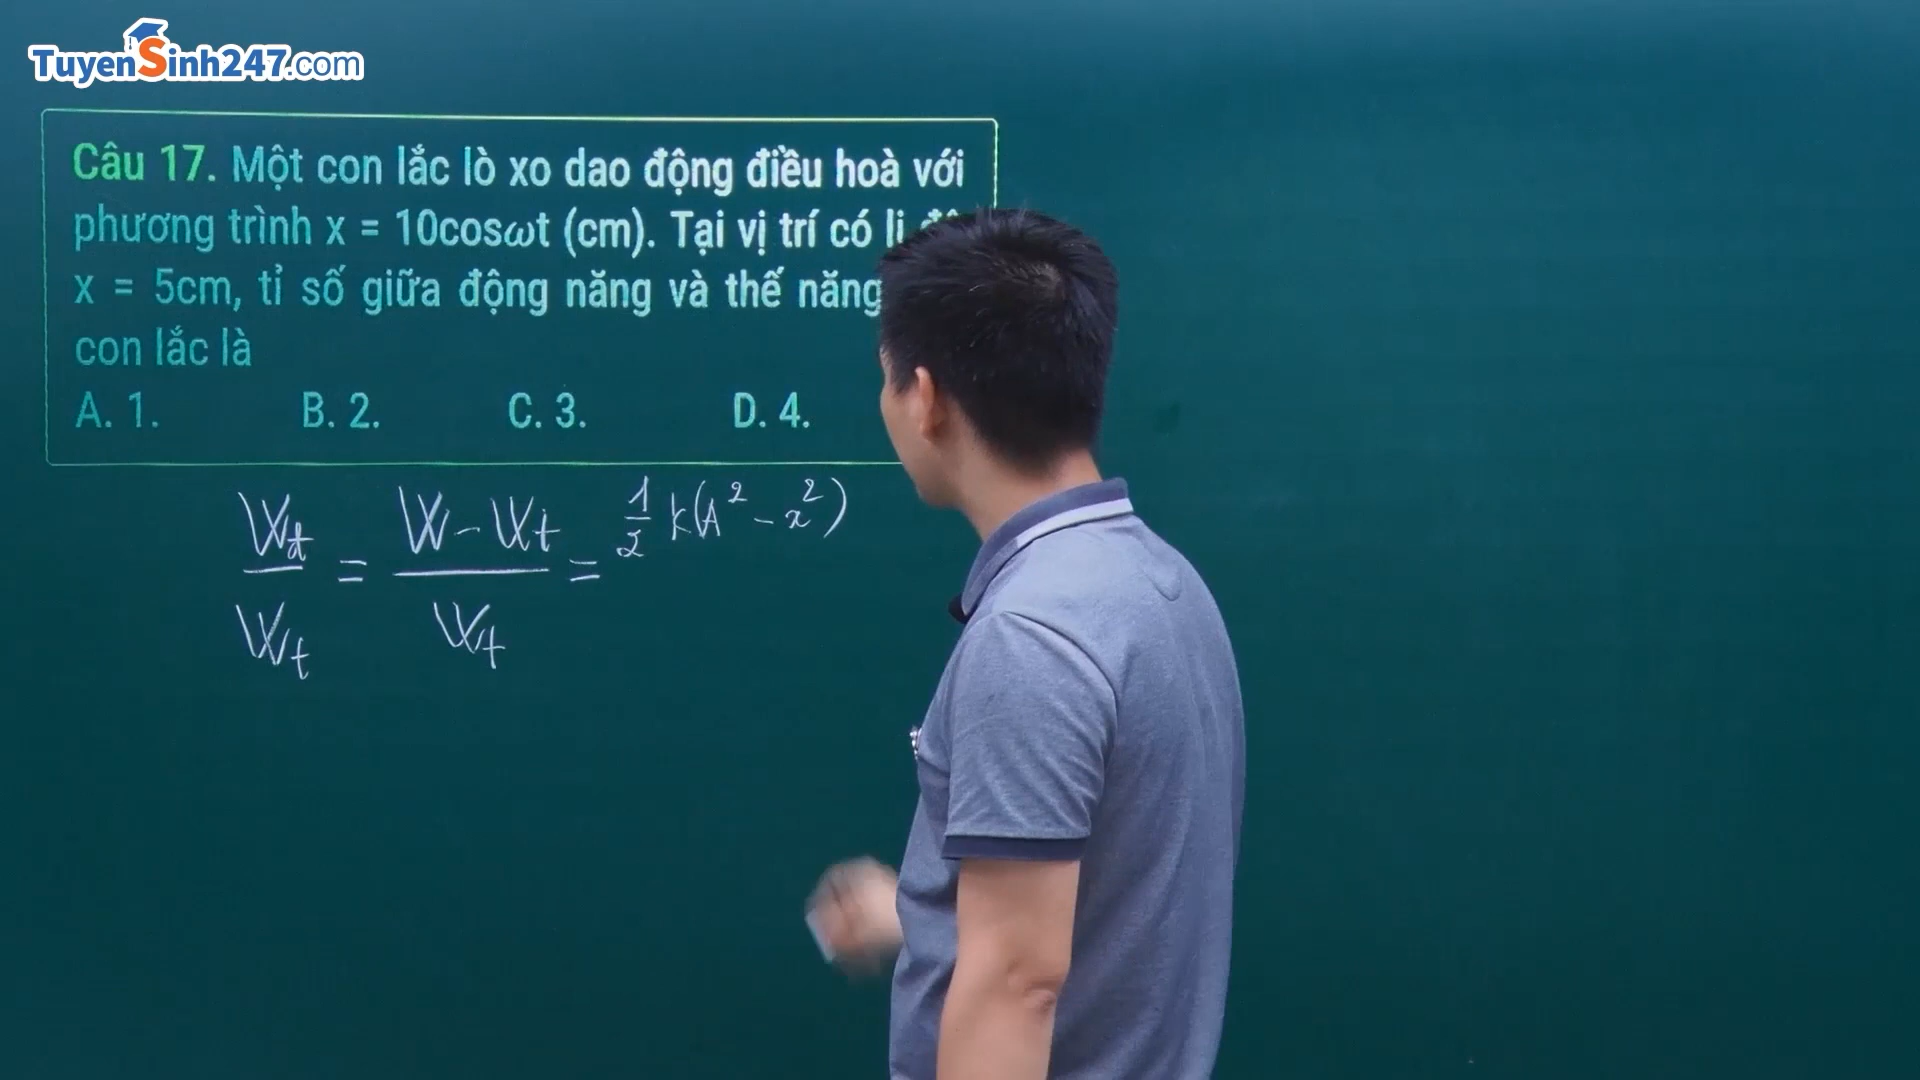 TuyenSinh247.com
Câu 17. Một con lắc lò xo dao động điều hoà với
phương trình x = 10cosωt (cm). Tại vị trí có li
x = 5cm, tỉ số giữa động năng và thế năng
con lắc là
A. 1. B. 2. C. 3. D. 4.
Wđ/Wt = (W - Wt)/Wt = 1/2 k(A² - x²)